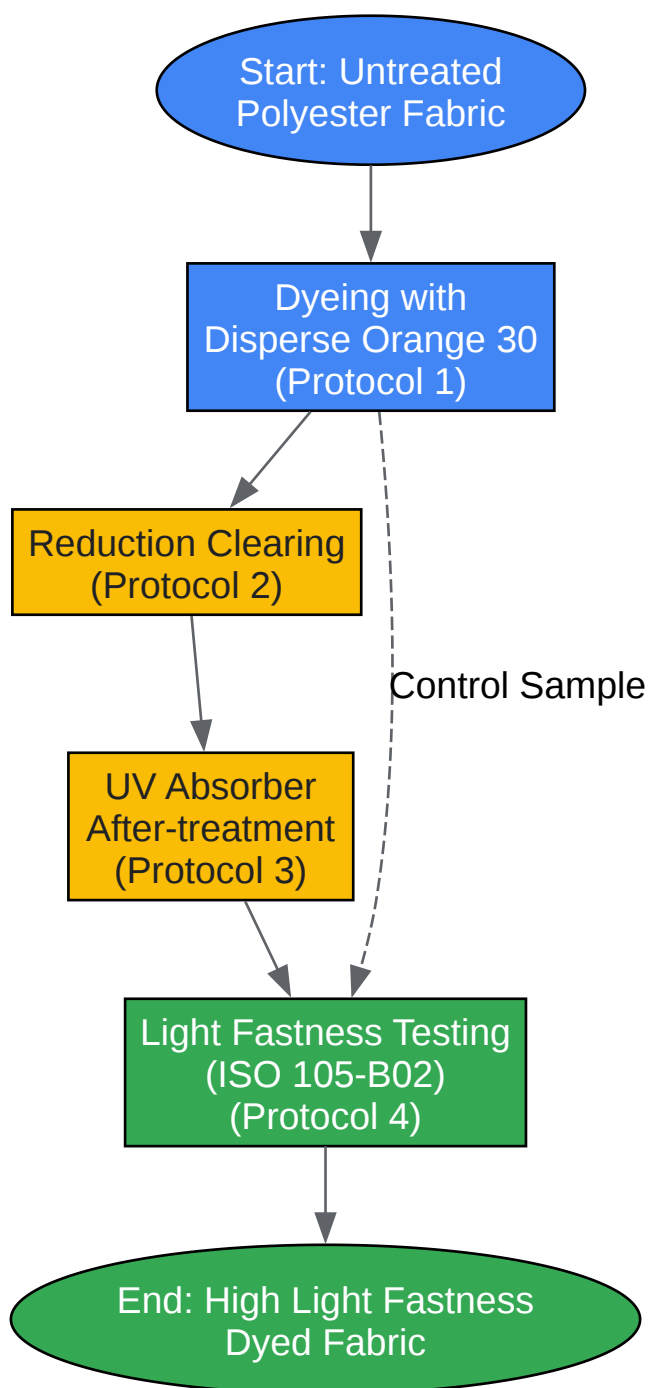 Start: Untreated
Polyester Fabric
Dyeing with
Disperse Orange 30
(Protocol 1)
Reduction Clearing
(Protocol 2)
Control Sample
UV Absorber
After-treatment
(Protocol 3)
Light Fastness Testing
(ISO 105-B02)
(Protocol 4)
End: High Light Fastness
Dyed Fabric